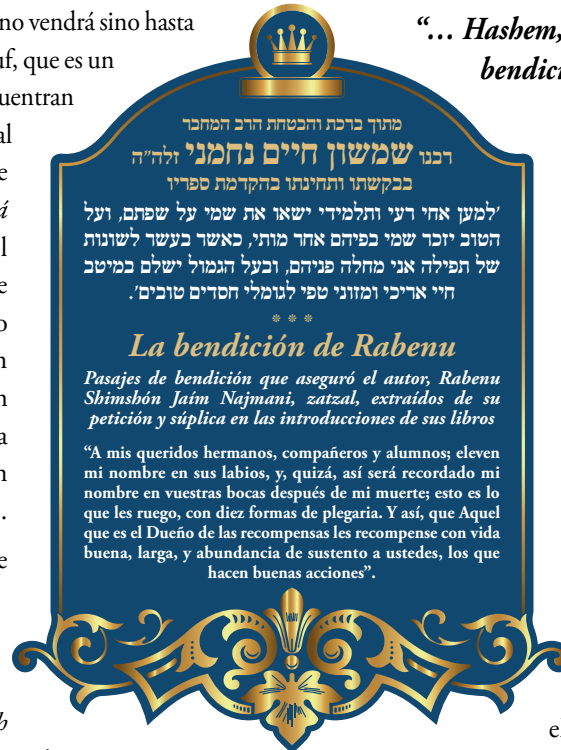 no vendrá sino hasta
uf, que es un
uentran
al
e
á
l
e
o
n
n
a
n
.
e
b
"… Hashem,
bendici
מתוך ברכת והבטחת הרב המחבר
רבנו שמשון חיים נחמני זלה״ה
בבקשתו ותחינתו בהקדמת ספריו
'למען אחי רעי ותלמידי ישאו את שמי על שפתם, ועל
הטוב יזכר שמי בפיהם אחר מותי, כאשר בעשר לשונות
של תפילה אני מחלה פניהם, ובעל הגמול ישלם במיטב
חיי אריכי ומזוני טפי לגומלי חסדים טובים'.
* * *
La bendición de Rabenu
Pasajes de bendición que aseguró el autor, Rabenu
Shimshón Jaím Najmani, zatzal, extraídos de su
petición y súplica en las introducciones de sus libros
“A mis queridos hermanos, compañeros y alumnos; eleven
mi nombre en sus labios, y, quizá, así será recordado mi
nombre en vuestras bocas después de mi muerte; esto es lo
que les ruego, con diez formas de plegaria. Y así, que Aquel
que es el Dueño de las recompensas les recompense con vida
buena, larga, y abundancia de sustento a ustedes, los que
hacen buenas acciones”.